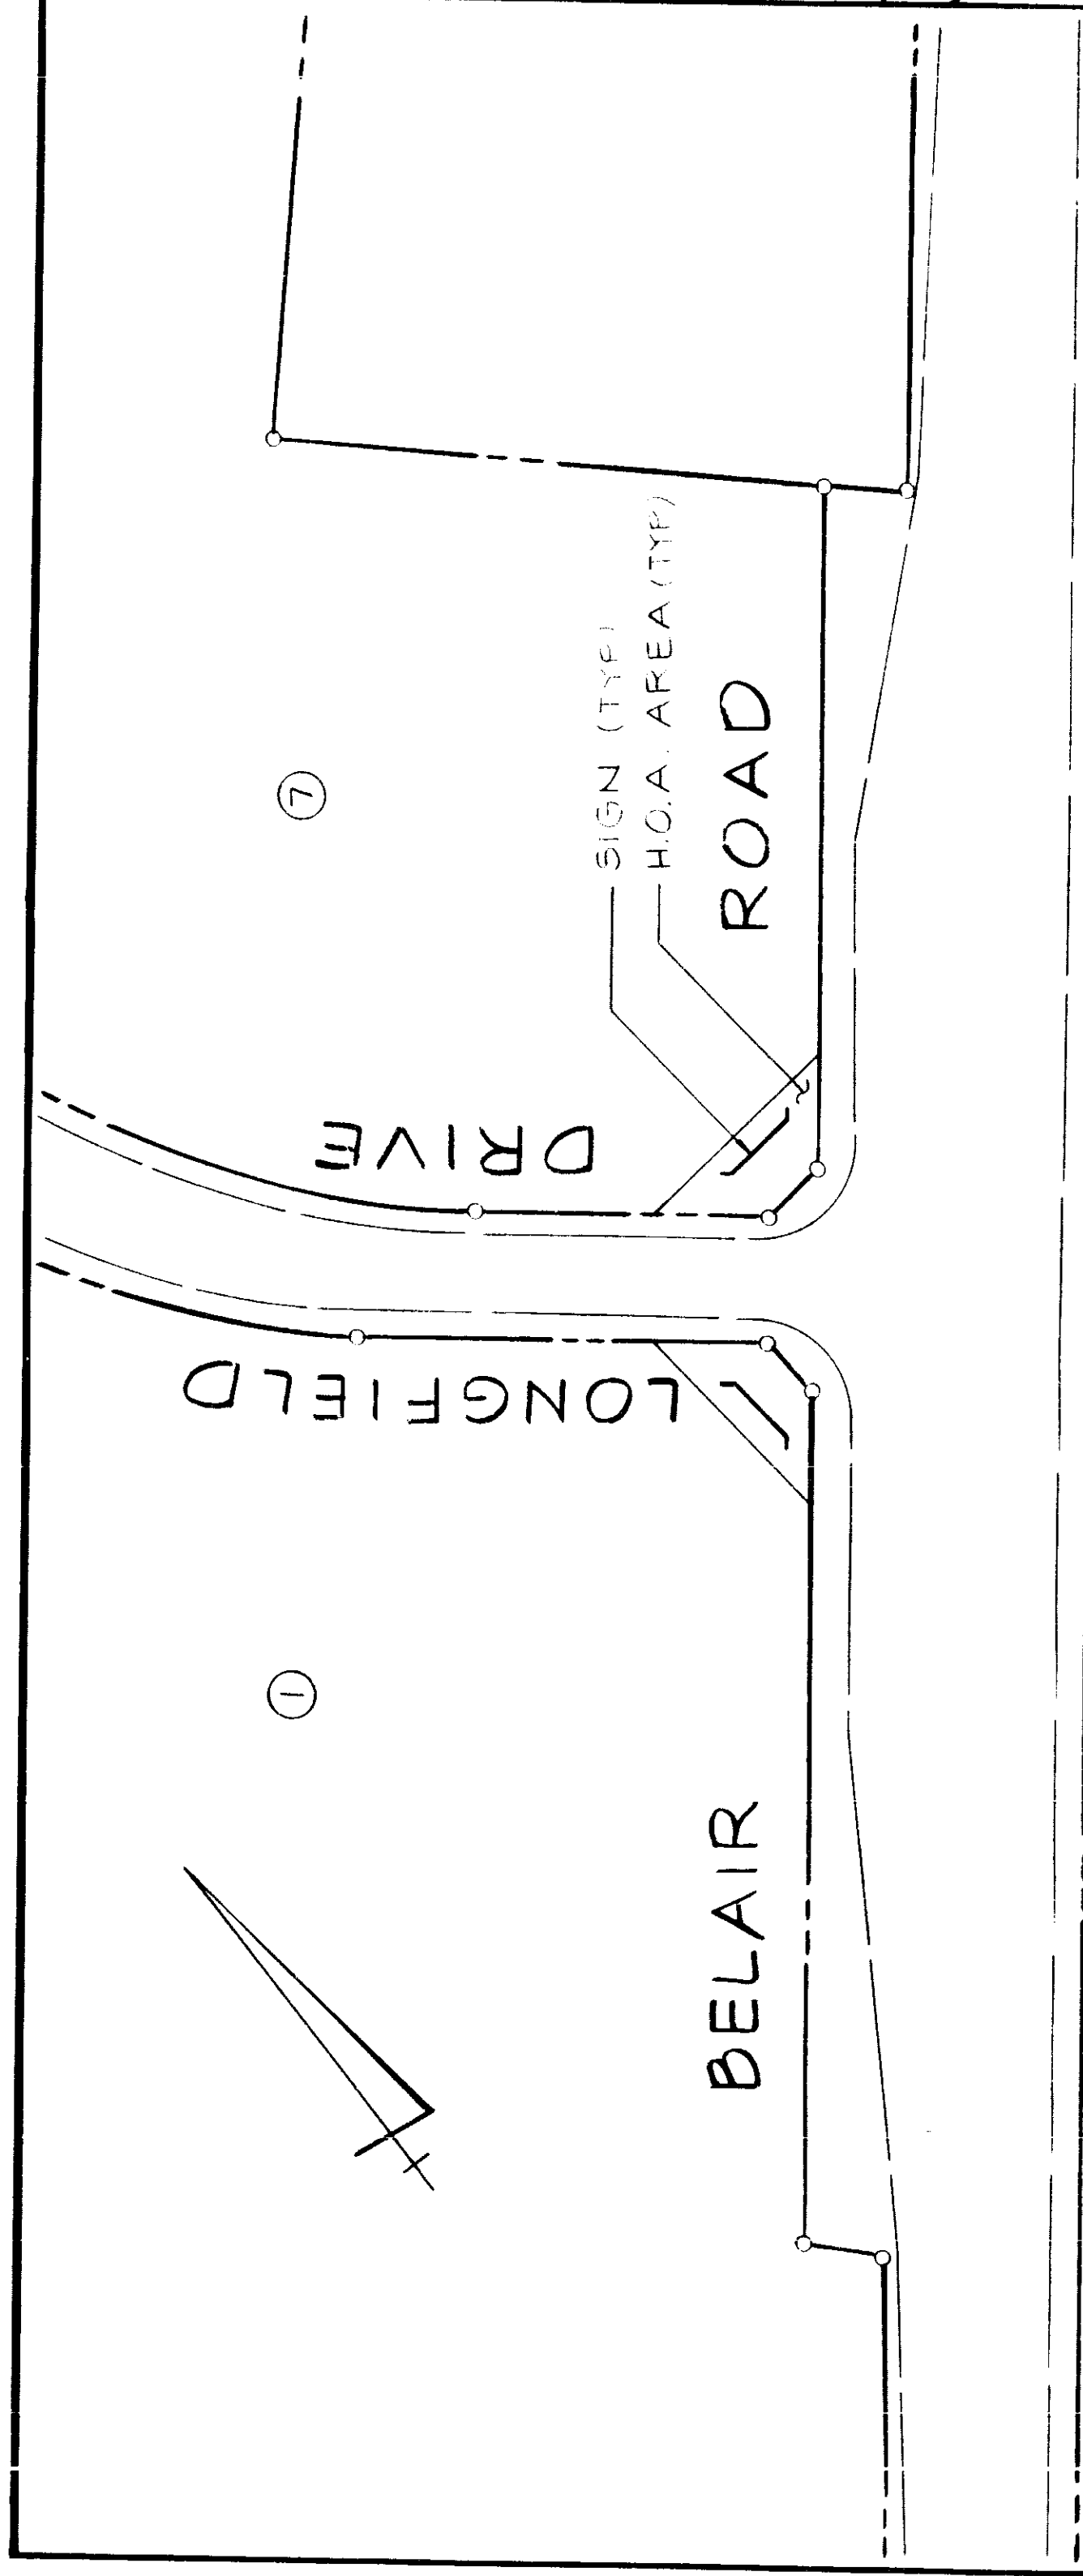 LONGFIELD DRIVE
SIGN (TYP)
H.O.A. AREA (TYP)
BELAIR ROAD
7
1